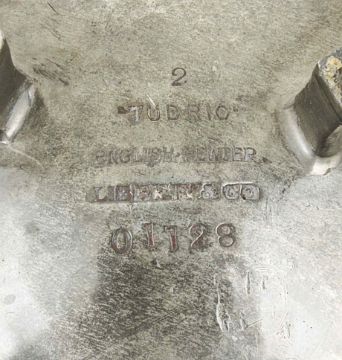 2
"TUDRIC"
ENGLISH·PEWTER
LIBERTY & Co
01128